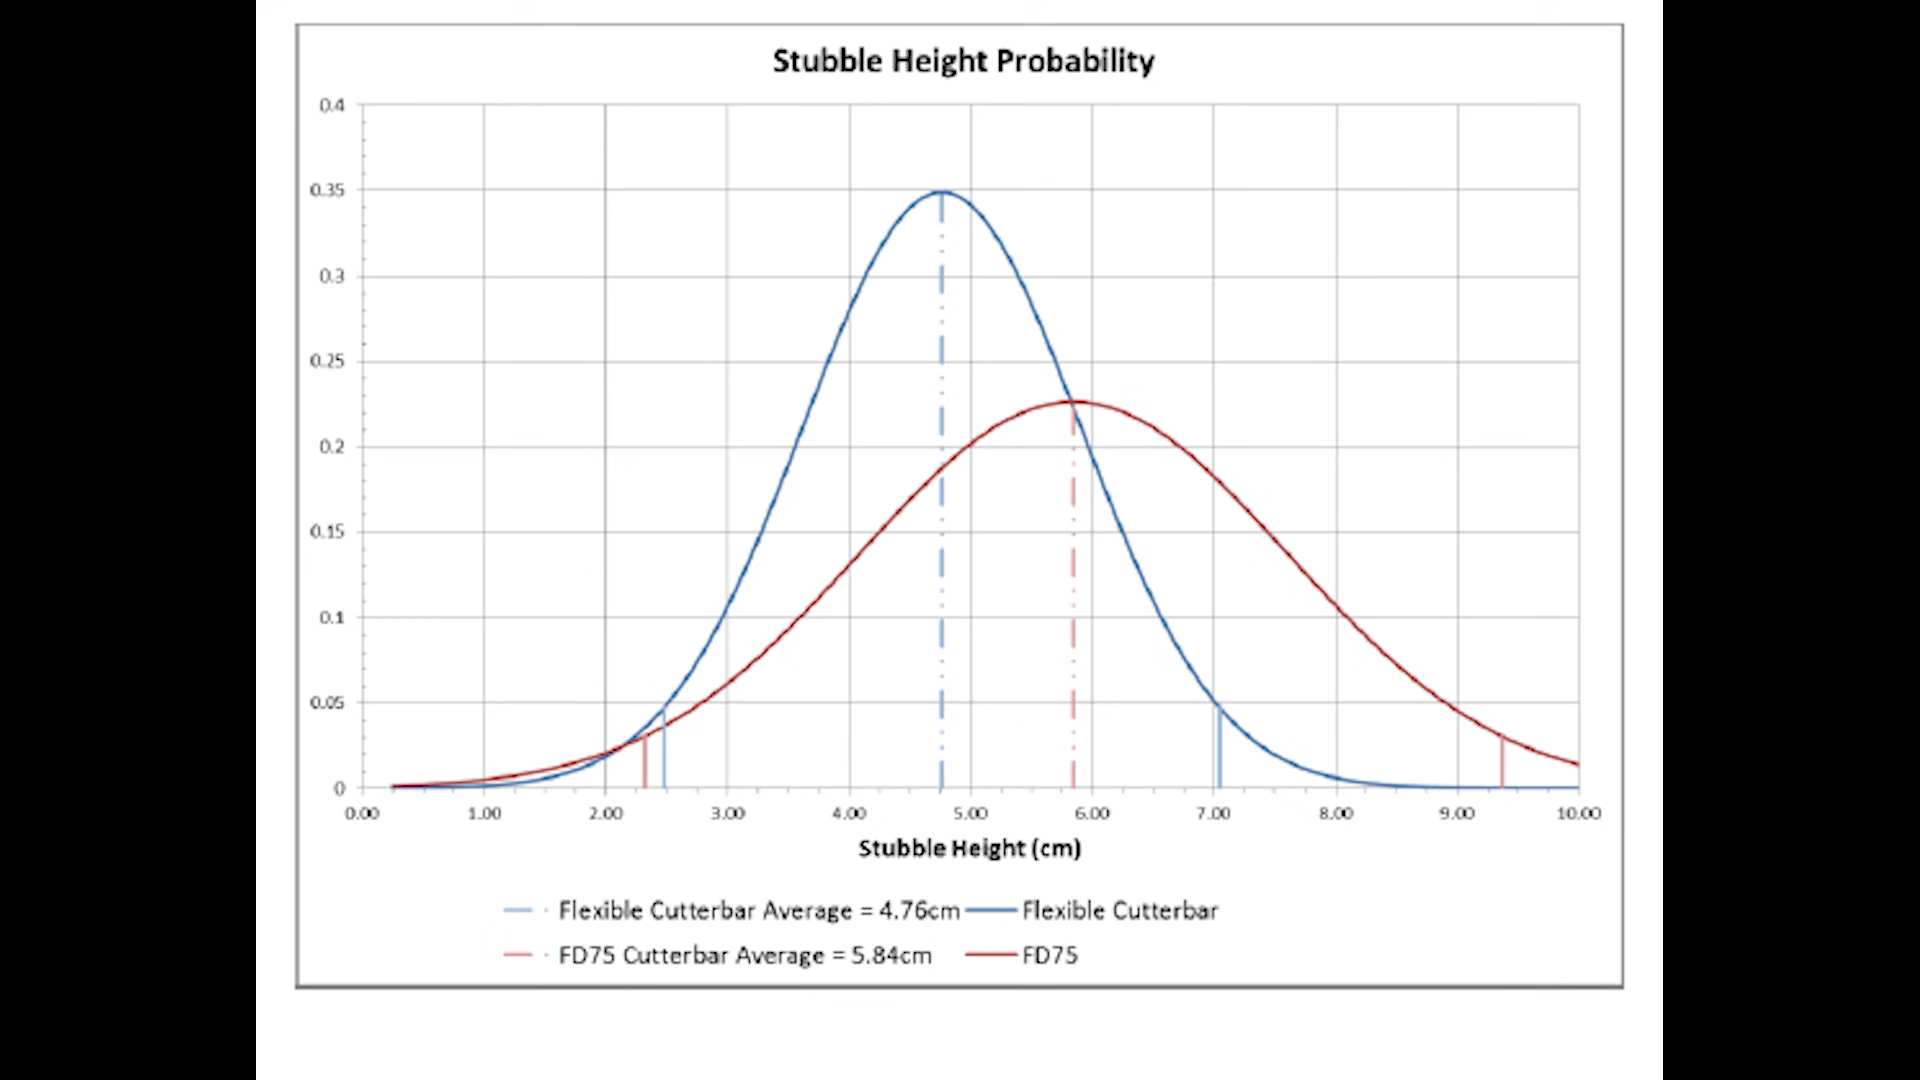 Stubble Height Probability
0.4
0.35
0.3
0.25
0.2
0.15
0.1
0.05
0
0.00 1.00 2.00 3.00 4.00 5.00 6.00 7.00 8.00 9.00 10.00
Stubble Height (cm)
Flexible Cutterbar Average = 4.76cm Flexible Cutterbar
FD75 Cutterbar Average = 5.84cm FD75